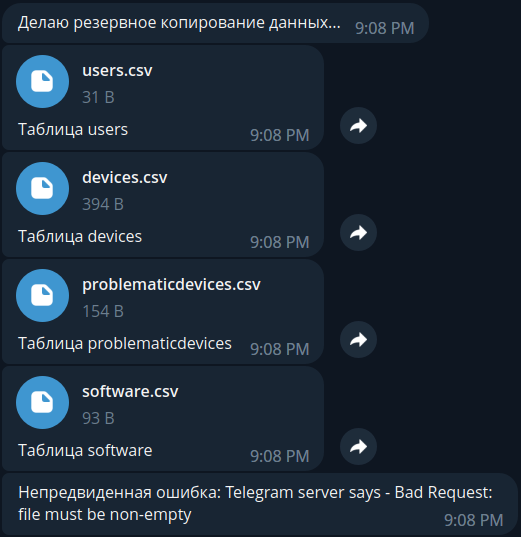 Делаю резервное копирование данных... 9:08 PM
users.csv
31 B
Таблица users 9:08 PM
devices.csv
394 B
Таблица devices 9:08 PM
problematicdevices.csv
154 B
Таблица problematicdevices 9:08 PM
software.csv
93 B
Таблица software 9:08 PM
Непредвиденная ошибка: Telegram server says - Bad Request:
file must be non-empty 9:08 PM